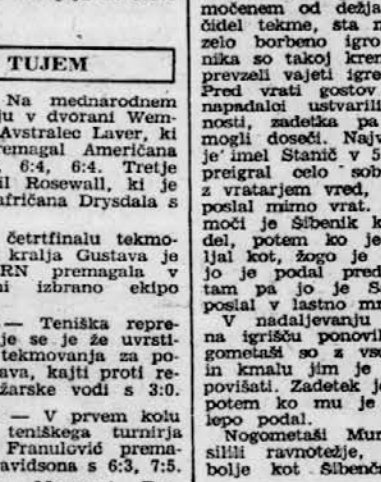 TUJEM
Na mednarodnem
ju v dvorani Wem-
Avstralec Laver, ki
remagal Američana
, 6:4, 6:4. Tretje
il Rosewall, ki je
afričana Drysdala s
četrtfinalu tekmo-
kralja Gustava je
RN premagala v
ni izbrano ekipo
— Teniška repre-
je se je že uvrsti-
tekmovanja za po-
ava, kajti proti re-
žarske vodi s 3:0.
— V prvem kolu
teniškega turnirja
Franulović prema-
avidsona s 6:3, 7:5.
močenem od dežja
čidel tekme, sta
zelo borbeno igro
nika so takoj
prevzeli vajeti igre
Pred vrati gostov
napadalci ustvarili
nosti, zadetka pa
mogli doseči. Najv
je imel Stanič v 5
preigral celo sob
z vratarjem vred,
poslal mimo vrat.
moči je Šibenik k
del, potem ko je
ljal kot, žogo je
jo je podal pred
tam pa jo je
poslal v lastno
V nadaljevanju
na igrišču ponovil
gometaši so z vs
in kmalu jim je
povišati. Zadetek
potem ko mu je
lepo podal.
Nogometaši Mur
silili ravnotežje,
bolje kot Šibenč